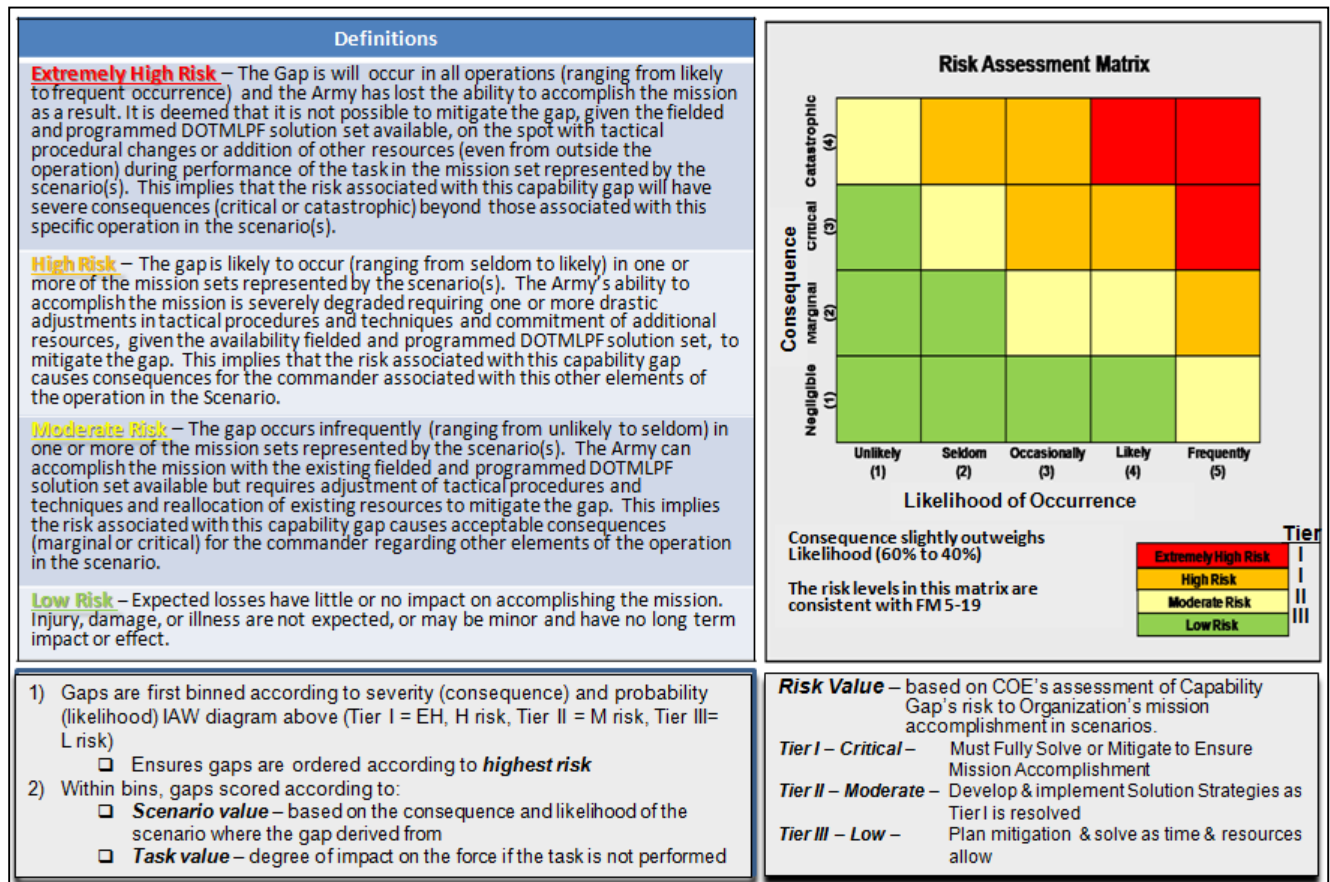 Definitions
Extremely High Risk – The Gap is will occur in all operations (ranging from likely
to frequent occurrence) and the Army has lost the ability to accomplish the mission
as a result. It is deemed that it is not possible to mitigate the gap, given the fielded
and programmed DOTMLPF solution set available, on the spot with tactical
procedural changes or addition of other resources (even from outside the
operation) during performance of the task in the mission set represented by the
scenario(s). This implies that the risk associated with this capability gap will have
severe consequences (critical or catastrophic) beyond those associated with this
specific operation in the scenario(s).
High Risk – The gap is likely to occur (ranging from seldom to likely) in one or
more of the mission sets represented by the scenario(s). The Army's ability to
accomplish the mission is severely degraded requiring one or more drastic
adjustments in tactical procedures and techniques and commitment of additional
resources, given the availability fielded and programmed DOTMLPF solution set, to
mitigate the gap. This implies that the risk associated with this capability gap
causes consequences for the commander associated with this other elements of
the operation in the Scenario.
Moderate Risk – The gap occurs infrequently (ranging from unlikely to seldom) in
one or more of the mission sets represented by the scenario(s). The Army can
accomplish the mission with the existing fielded and programmed DOTMLPF
solution set available but requires adjustment of tactical procedures and
techniques and reallocation of existing resources to mitigate the gap. This implies
the risk associated with this capability gap causes acceptable consequences
(marginal or critical) for the commander regarding other elements of the operation
in the scenario.
Low Risk – Expected losses have little or no impact on accomplishing the mission.
Injury, damage, or illness are not expected, or may be minor and have no long term
impact or effect.
Risk Assessment Matrix
Consequence
Catastrophic
(4)
Critical
(3)
Marginal
(2)
Negligible
(1)
Unlikely
(1)
Seldom
(2)
Occasionally
(3)
Likely
(4)
Frequently
(5)
Likelihood of Occurrence
Consequence slightly outweighs
Likelihood (60% to 40%)
The risk levels in this matrix are
consistent with FM 5-19
Tier
Extremely High Risk I
High Risk I
Moderate Risk II
Low Risk III
1) Gaps are first binned according to severity (consequence) and probability
(likelihood) IAW diagram above (Tier I = EH, H risk, Tier II = M risk, Tier III=
L risk)
❑ Ensures gaps are ordered according to highest risk
2) Within bins, gaps scored according to:
❑ Scenario value – based on the consequence and likelihood of the
scenario where the gap derived from
❑ Task value – degree of impact on the force if the task is not performed
Risk Value – based on COE's assessment of Capability
Gap's risk to Organization's mission
accomplishment in scenarios.
Tier I – Critical – Must Fully Solve or Mitigate to Ensure
Mission Accomplishment
Tier II – Moderate – Develop & implement Solution Strategies as
Tier I is resolved
Tier III – Low – Plan mitigation & solve as time & resources
allow